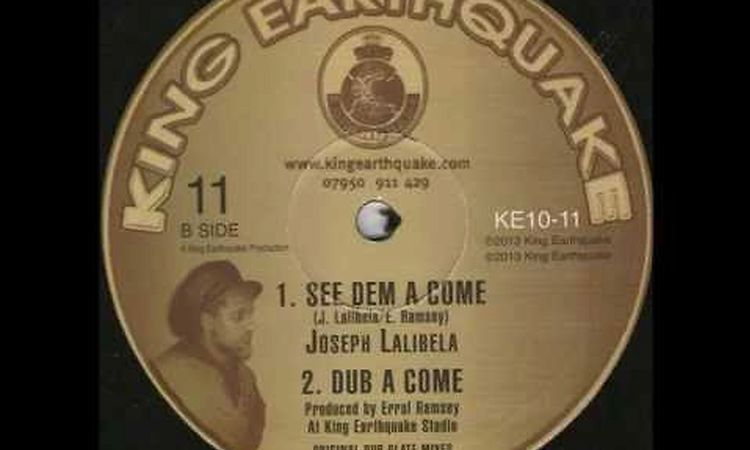 KING EARTHQUAKE
www.kingearthquake.com
07950 911 429
11
B SIDE
A King Earthquake Production
KE10-11
©2013 King Earthquake
℗2013 King Earthquake
1. SEE DEM A COME
(J. Lalibela/E. Ramsey)
JOSEPH LALIBELA
2. DUB A COME
Produced by Errol Ramsey
At King Earthquake Studio
ORIGINAL DUB PLATE MIXES